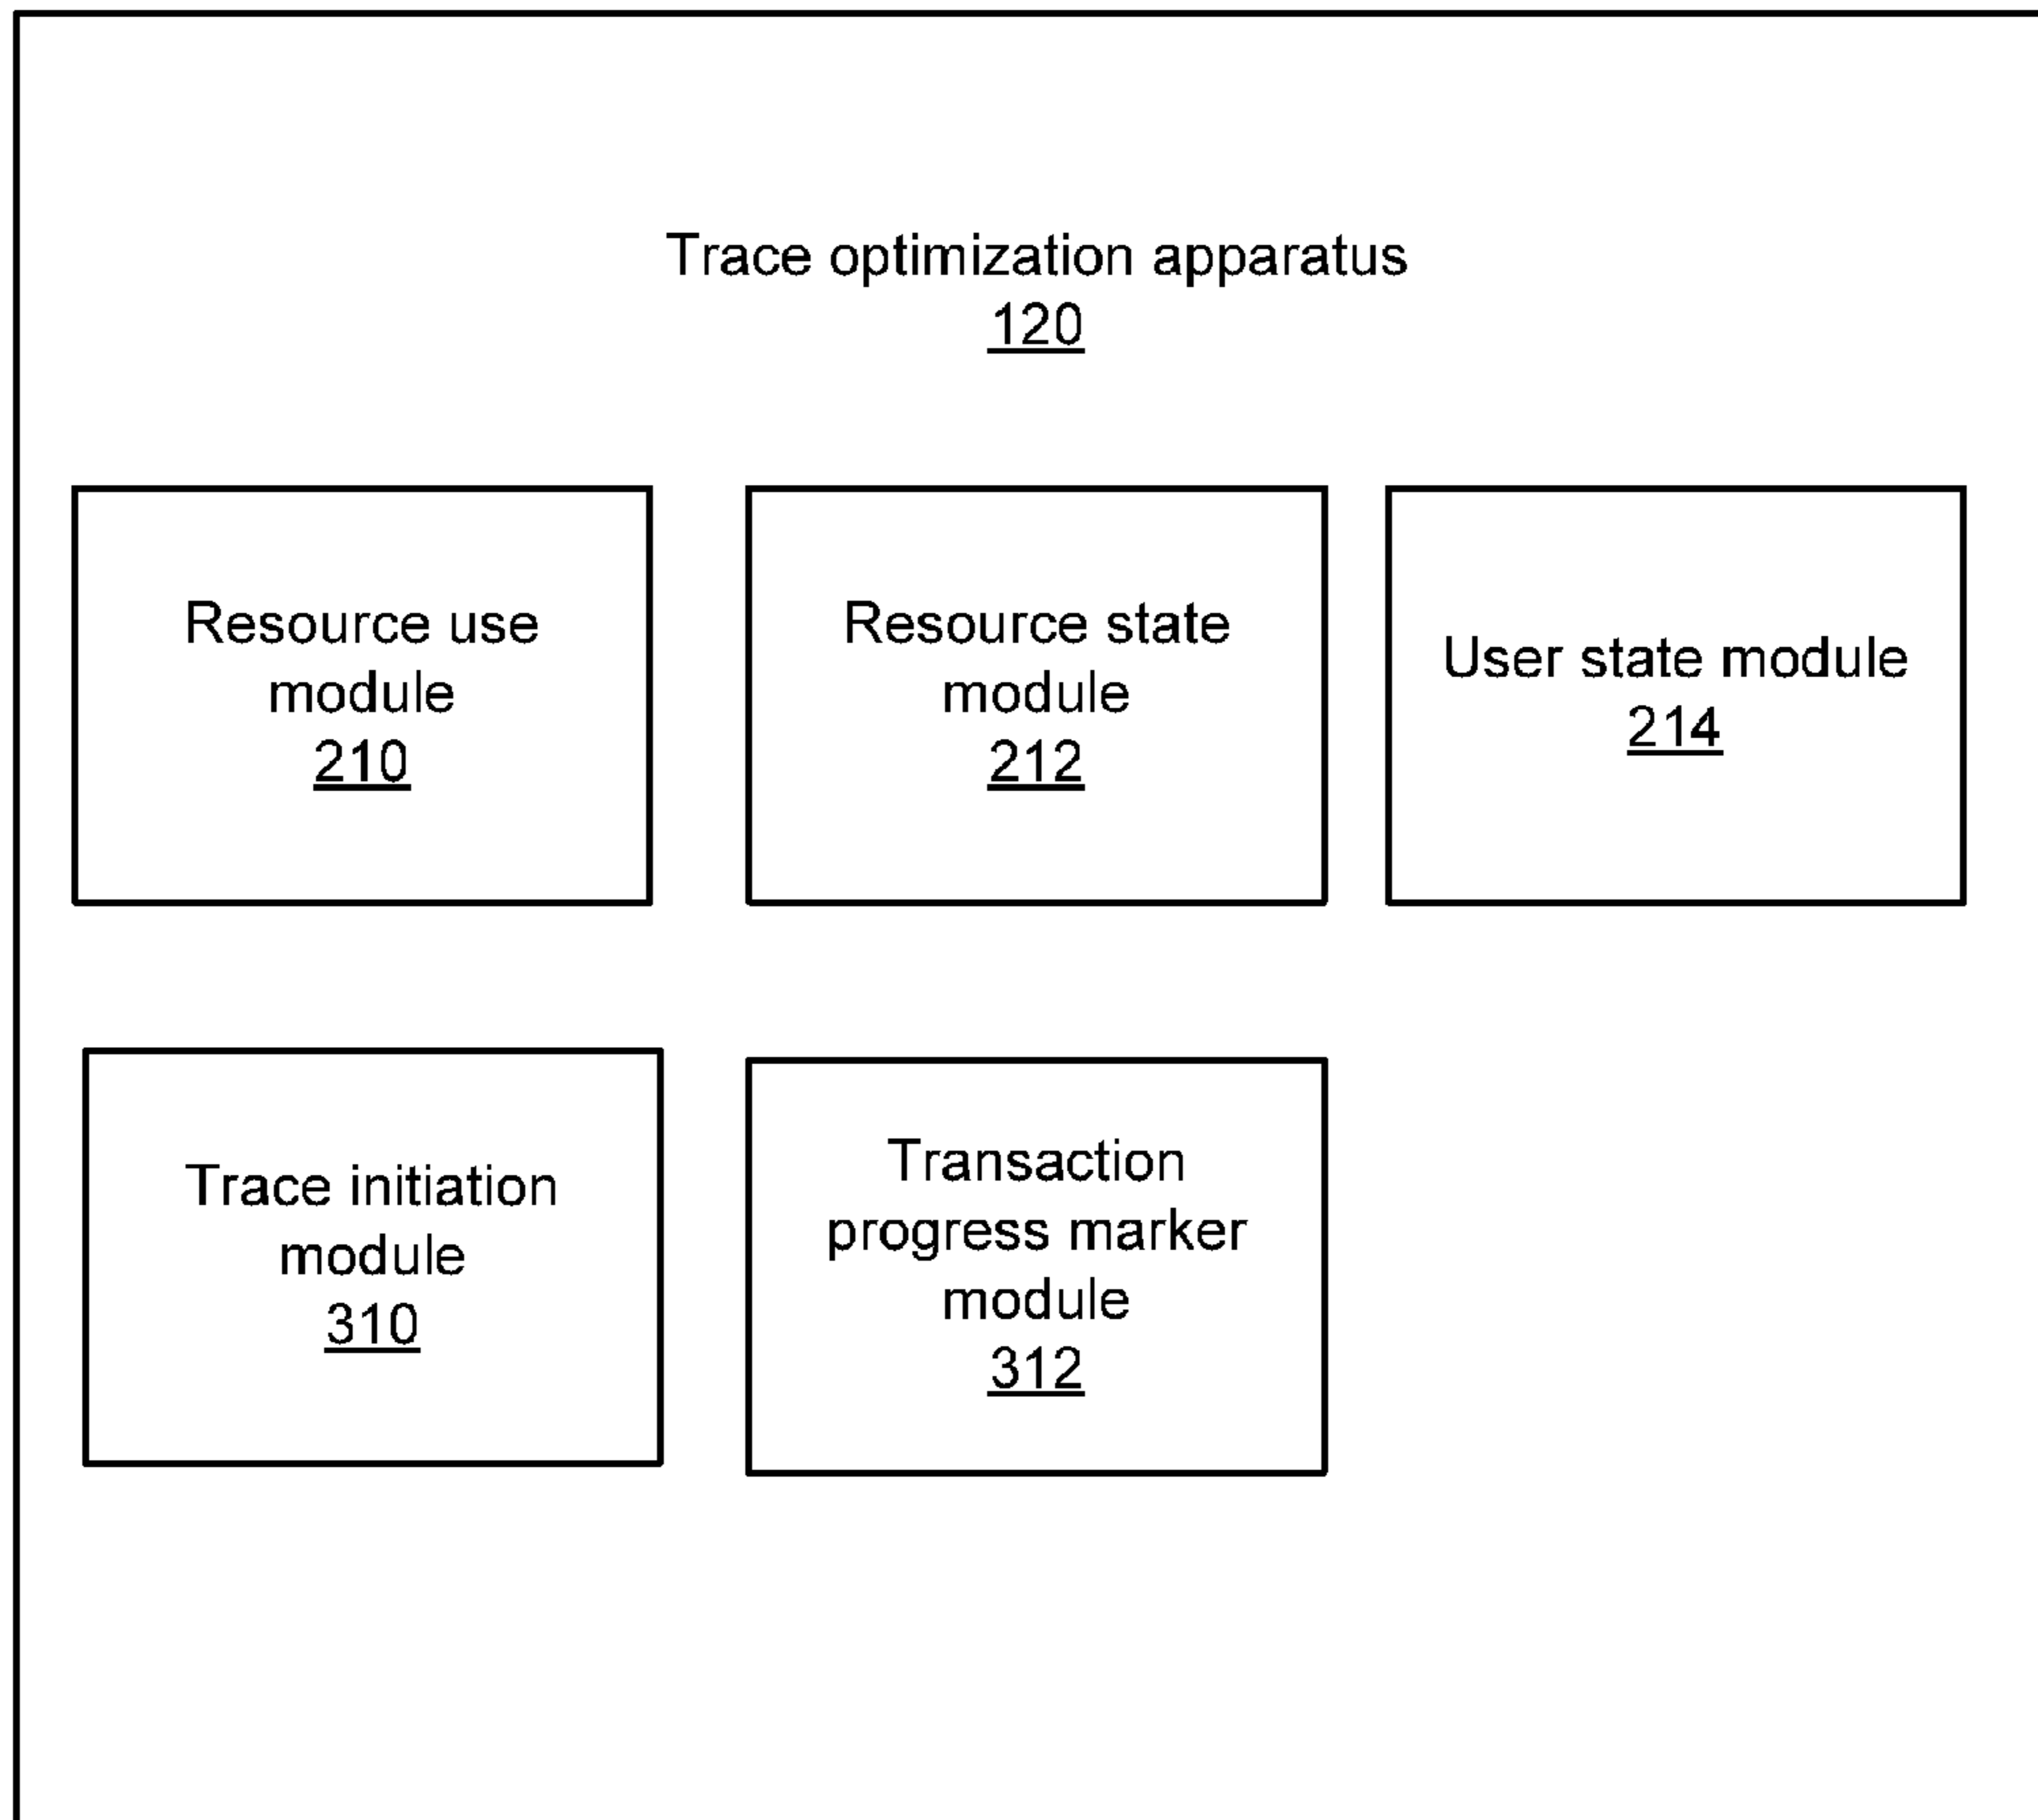 Trace optimization apparatus
120
Resource use
module
210
Resource state
module
212
User state module
214
Trace initiation
module
310
Transaction
progress marker
module
312